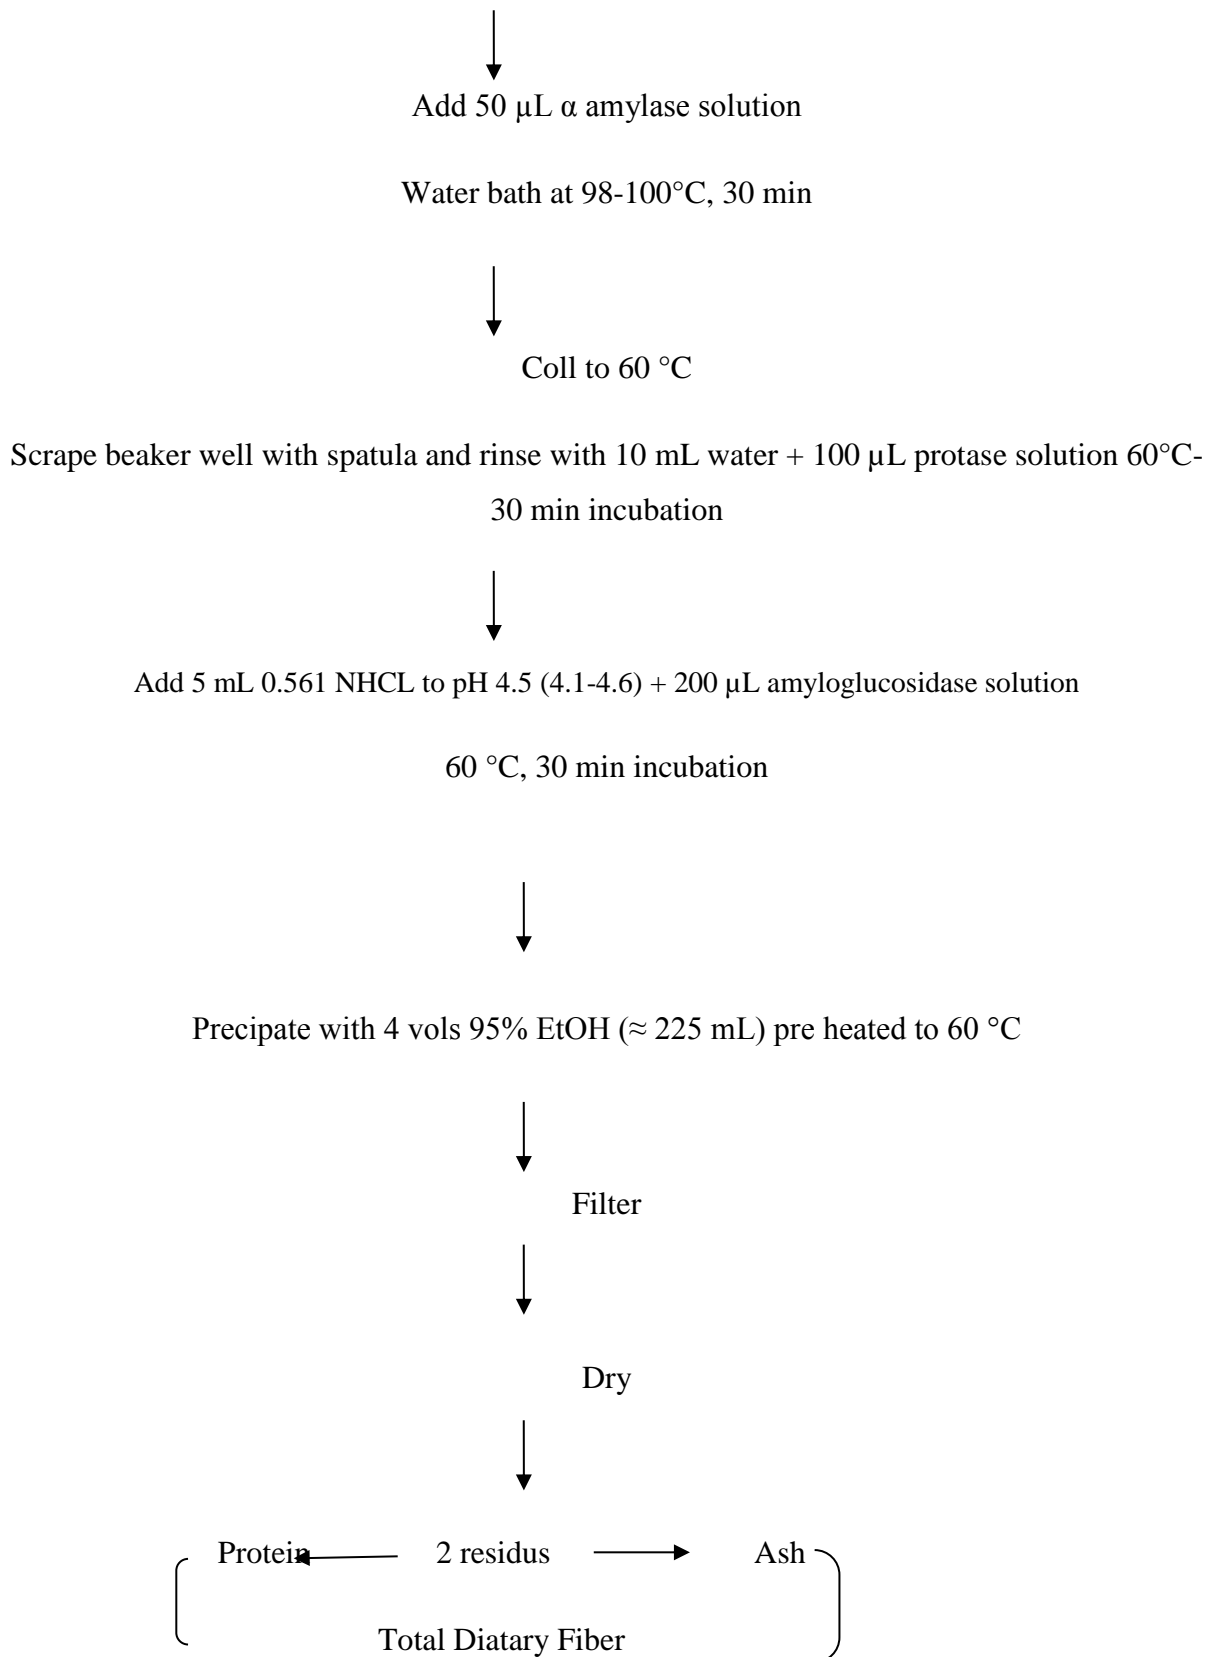 Add 50 µL α amylase solution
Water bath at 98-100°C, 30 min
Coll to 60 °C
Scrape beaker well with spatula and rinse with 10 mL water + 100 µL protase solution 60°C-
30 min incubation
Add 5 mL 0.561 NHCL to pH 4.5 (4.1-4.6) + 200 µL amyloglucosidase solution
60 °C, 30 min incubation
Precipate with 4 vols 95% EtOH (≈ 225 mL) pre heated to 60 °C
Filter
Dry
Protein 2 residus Ash
Total Diatary Fiber